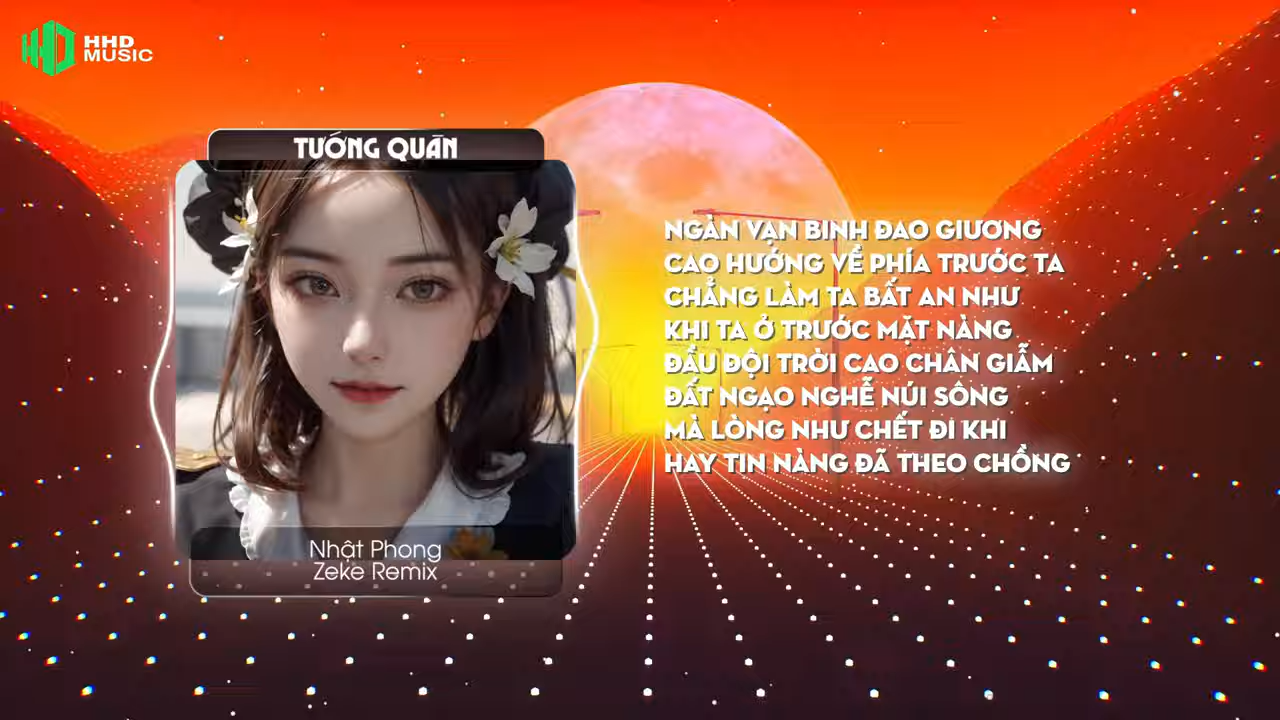 HHD
MUSIC
TƯỚNG QUÂN
NGÀN VẠN BINH ĐAO GIƯƠNG
CAO HƯỚNG VỀ PHÍA TRƯỚC TA
CHẲNG LÀM TA BẤT AN NHƯ
KHI TA Ở TRƯỚC MẶT NÀNG
ĐẦU ĐỘI TRỜI CAO CHÂN GIẪM
ĐẤT NGẠO NGHỄ NÚI SÔNG
MÀ LÒNG NHƯ CHẾT ĐI KHI
HAY TIN NÀNG ĐÃ THEO CHỒNG
Nhật Phong
Zeke Remix